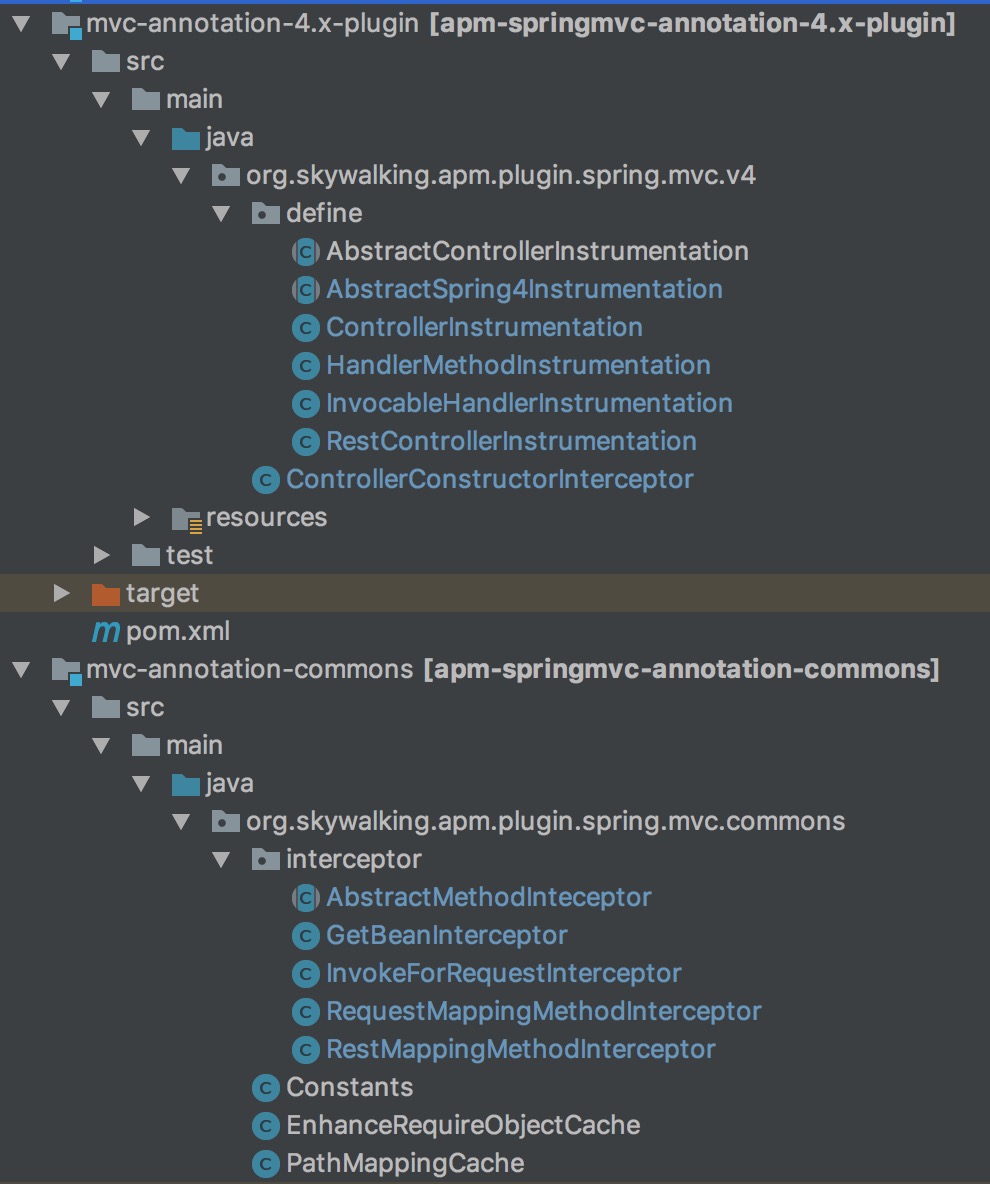 mvc-annotation-4.x-plugin [apm-springmvc-annotation-4.x-plugin]
src
main
java
org.skywalking.apm.plugin.spring.mvc.v4
define
AbstractControllerInstrumentation
AbstractSpring4Instrumentation
ControllerInstrumentation
HandlerMethodInstrumentation
InvocableHandlerInstrumentation
RestControllerInstrumentation
ControllerConstructorInterceptor
resources
test
target
pom.xml
mvc-annotation-commons [apm-springmvc-annotation-commons]
src
main
java
org.skywalking.apm.plugin.spring.mvc.commons
interceptor
AbstractMethodInteceptor
GetBeanInterceptor
InvokeForRequestInterceptor
RequestMappingMethodInterceptor
RestMappingMethodInterceptor
Constants
EnhanceRequireObjectCache
PathMappingCache